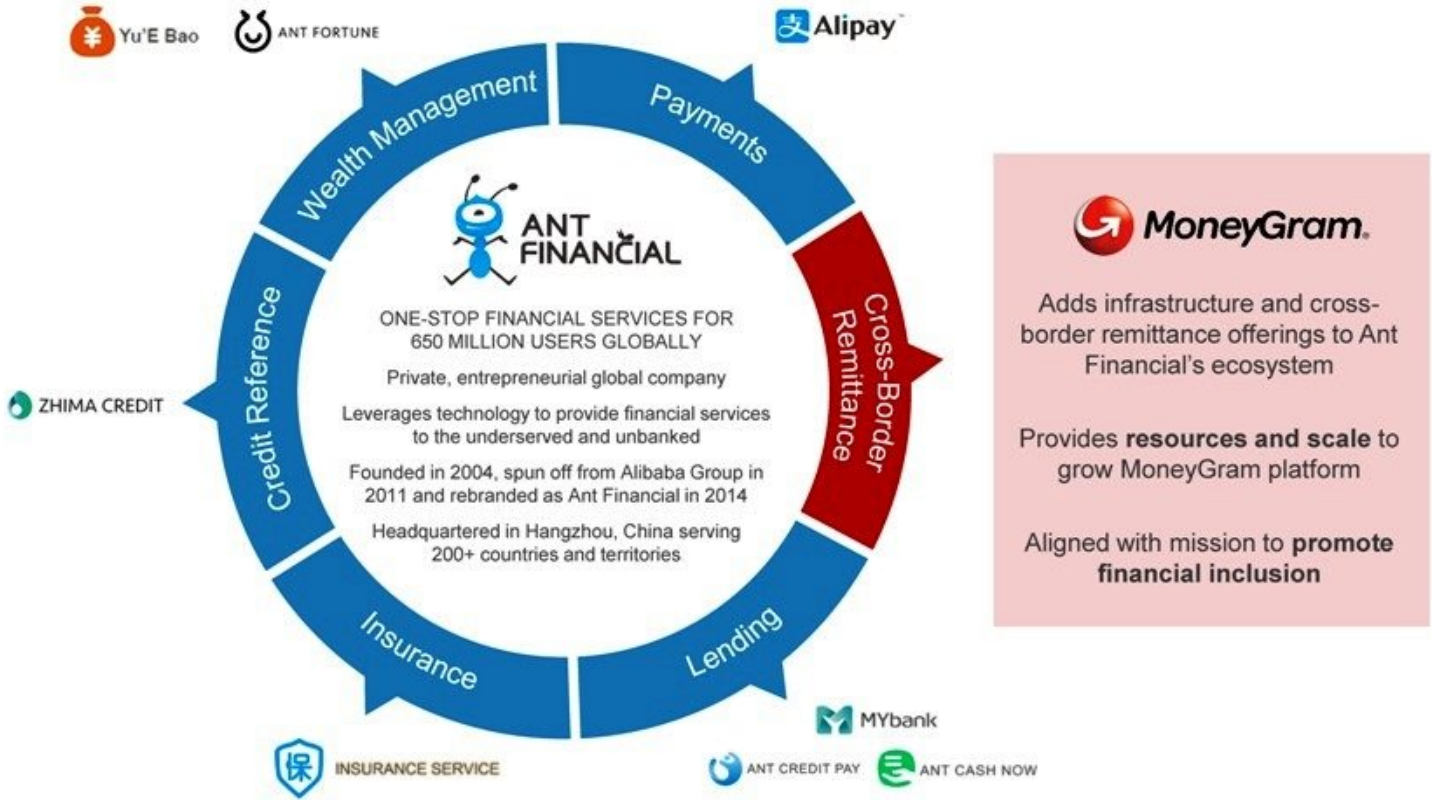 Yu'E Bao
ANT FORTUNE
Alipay™
Wealth Management
Payments
Credit Reference
Cross-Border
Remittance
Insurance
Lending
ANT
FINANCIAL
ONE-STOP FINANCIAL SERVICES FOR
650 MILLION USERS GLOBALLY
Private, entrepreneurial global company
Leverages technology to provide financial services
to the underserved and unbanked
Founded in 2004, spun off from Alibaba Group in
2011 and rebranded as Ant Financial in 2014
Headquartered in Hangzhou, China serving
200+ countries and territories
ZHIMA CREDIT
保
INSURANCE SERVICE
MYbank
ANT CREDIT PAY
ANT CASH NOW
MoneyGram®
Adds infrastructure and cross-
border remittance offerings to Ant
Financial's ecosystem
Provides resources and scale to
grow MoneyGram platform
Aligned with mission to promote
financial inclusion